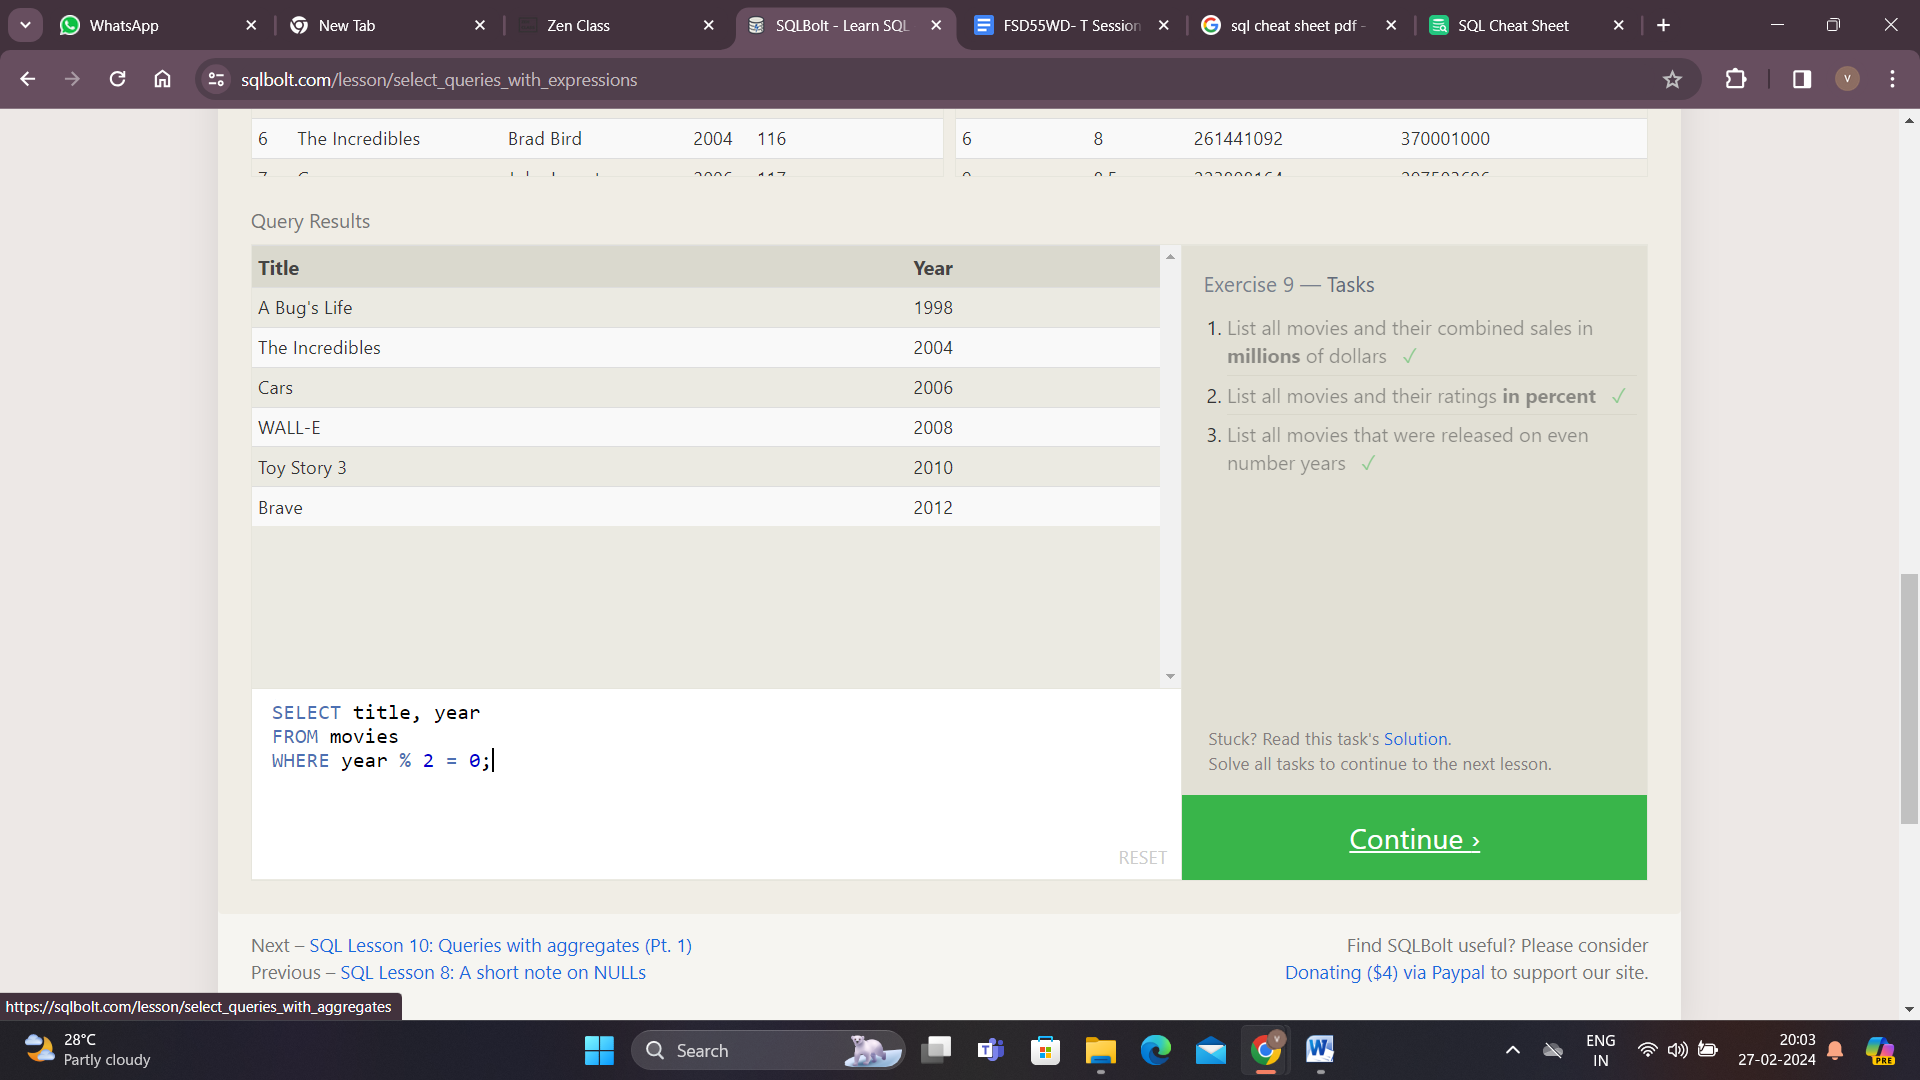 WhatsApp
New Tab
Zen Class
SQLBolt - Learn SQL
FSD55WD- T Session
sql cheat sheet pdf -
SQL Cheat Sheet
sqlbolt.com/lesson/select_queries_with_expressions
V
6 The Incredibles Brad Bird 2004 116
6 8 261441092 370001000
Query Results
Title Year
A Bug's Life 1998
The Incredibles 2004
Cars 2006
WALL-E 2008
Toy Story 3 2010
Brave 2012
Exercise 9 — Tasks
1. List all movies and their combined sales in
millions of dollars ✓
2. List all movies and their ratings in percent ✓
3. List all movies that were released on even
number years ✓
SELECT title, year
FROM movies
WHERE year % 2 = 0;
RESET
Stuck? Read this task's Solution.
Solve all tasks to continue to the next lesson.
Continue ›
Next – SQL Lesson 10: Queries with aggregates (Pt. 1)
Previous – SQL Lesson 8: A short note on NULLs
Find SQLBolt useful? Please consider
Donating ($4) via Paypal to support our site.
https://sqlbolt.com/lesson/select_queries_with_aggregates
28°C
Partly cloudy
Search
ENG
IN
20:03
27-02-2024
PRE